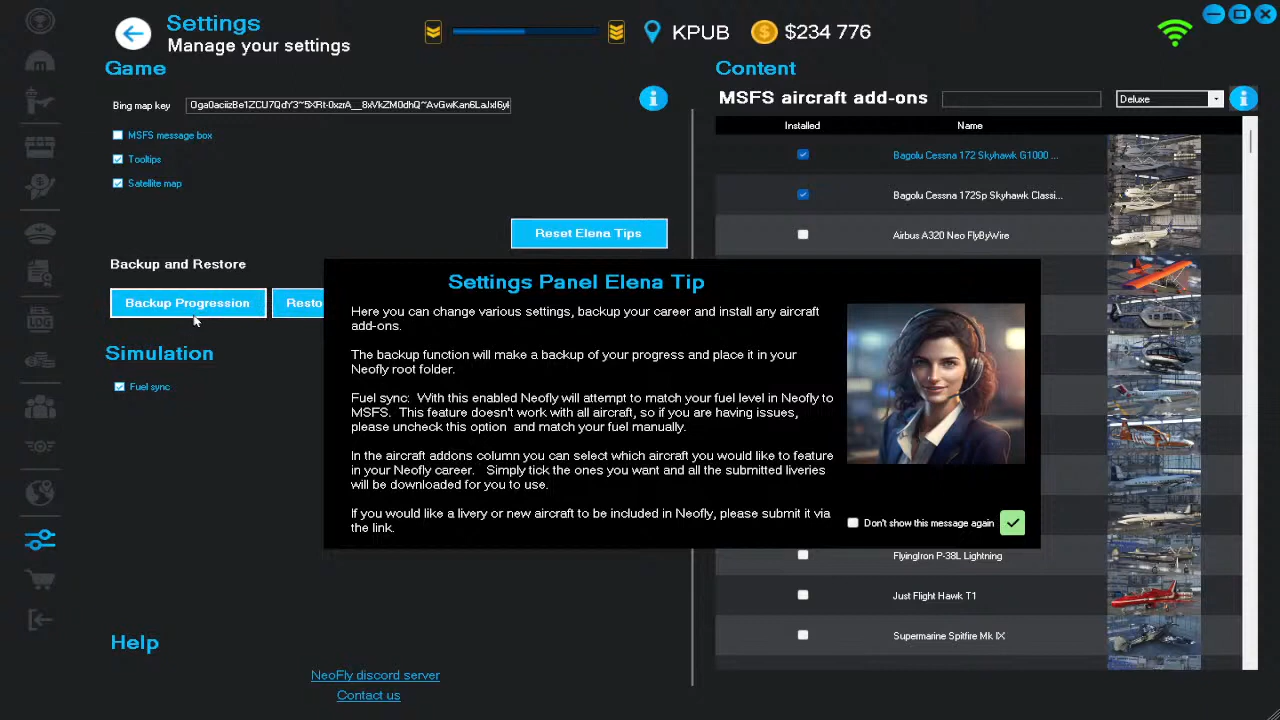 Settings
Manage your settings
KPUB
$234 776
Game
Bing map key
MSFS message box
Tooltips
Satellite map
Reset Elena Tips
Backup and Restore
Backup Progression
Resto
Simulation
Fuel sync
Help
NeoFly discord server
Contact us
Content
MSFS aircraft add-ons
Deluxe
Installed
Name
Bagolu Cessna 172 Skyhawk G1000 ...
Bagolu Cessna 172Sp Skyhawk Classi...
Airbus A320 Neo FlyByWire
Settings Panel Elena Tip
Here you can change various settings, backup your career and install any aircraft
add-ons.
The backup function will make a backup of your progress and place it in your
Neofly root folder.
Fuel sync: With this enabled Neofly will attempt to match your fuel level in Neofly to
MSFS. This feature doesn't work with all aircraft, so if you are having issues,
please uncheck this option and match your fuel manually.
In the aircraft addons column you can select which aircraft you would like to feature
in your Neofly career. Simply tick the ones you want and all the submitted liveries
will be downloaded for you to use.
If you would like a livery or new aircraft to be included in Neofly, please submit it via
the link.
Don't show this message again
FlyingIron P-38L Lightning
Just Flight Hawk T1
Supermarine Spitfire Mk IX
LOG